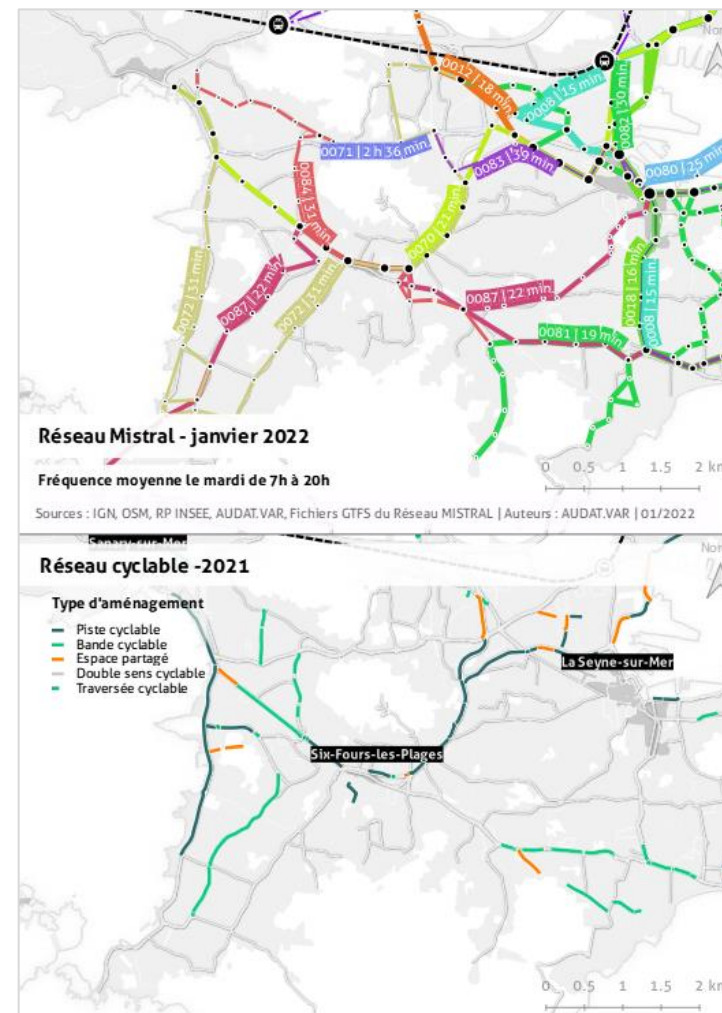 Nor
0012 | 18 min.
0008 | 15 min.
0082 | 30 min.
0071 | 2 h 36 min.
0083 | 39 min.
0080 | 25 min
0084 | 31 min.
0070 | 21 min.
0072 | 31 min.
0087 | 22 min.
0072 | 31 min.
0087 | 22 min.
0018 | 16 min.
0008 | 15 min.
0081 | 19 min.
Réseau Mistral - janvier 2022
0 0.5 1 1.5 2 km
Fréquence moyenne le mardi de 7h à 20h
Sources : IGN, OSM, RP INSEE, AUDAT.VAR, Fichiers GTFS du Réseau MISTRAL | Auteurs : AUDAT.VAR | 01/2022
Sanary-sur-Mer
Nor
Réseau cyclable -2021
Type d'aménagement
Piste cyclable
Bande cyclable
Espace partagé
Double sens cyclable
Traversée cyclable
La Seyne-sur-Mer
Six-Fours-les-Plages
0 0.5 1 1.5 2 km